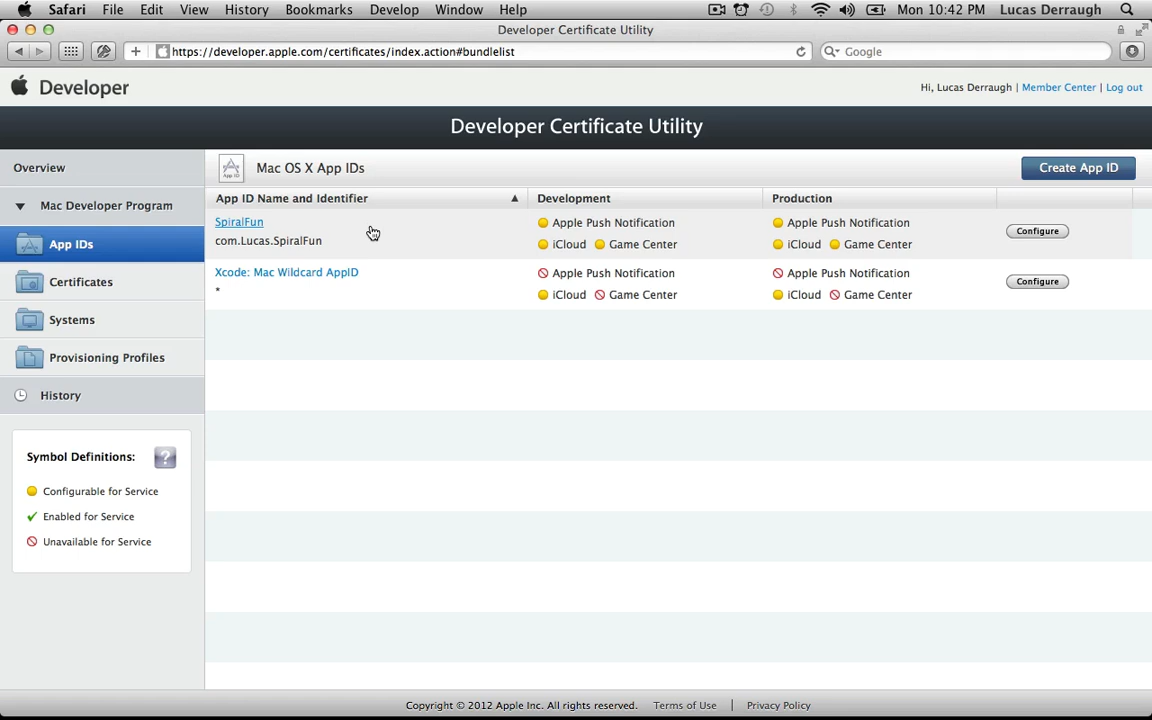 Safari File Edit View History Bookmarks Develop Window Help Mon 10:42 PM Lucas Derraugh
Developer Certificate Utility
https://developer.apple.com/certificates/index.action#bundlelist Google
Developer Hi, Lucas Derraugh | Member Center | Log out
Developer Certificate Utility
Overview
Mac Developer Program
App IDs
Certificates
Systems
Provisioning Profiles
History
Symbol Definitions: ?
Configurable for Service
Enabled for Service
Unavailable for Service
App ID Mac OS X App IDs Create App ID
App ID Name and Identifier Development Production
SpiralFun Apple Push Notification Apple Push Notification Configure
com.Lucas.SpiralFun iCloud Game Center iCloud Game Center
Xcode: Mac Wildcard AppID Apple Push Notification Apple Push Notification Configure
* iCloud Game Center iCloud Game Center
Copyright © 2012 Apple Inc. All rights reserved. Terms of Use | Privacy Policy